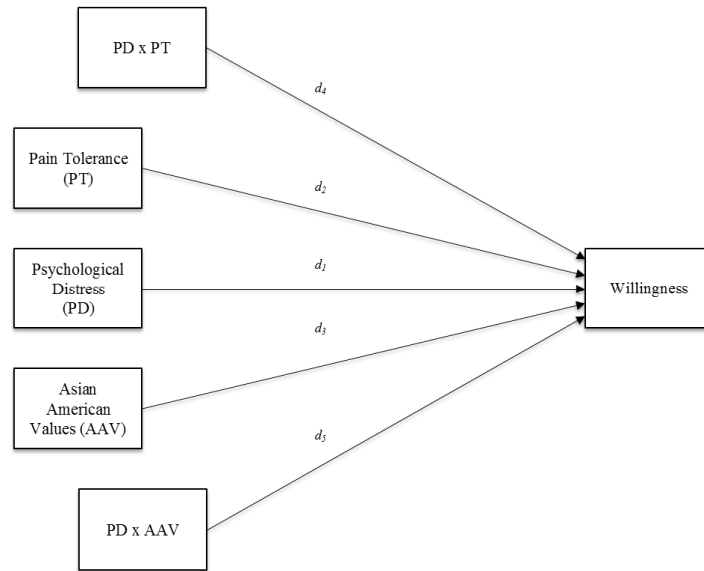 PD x PT
d4
Pain Tolerance
(PT)
d2
Psychological
Distress
(PD)
d1
Willingness
d3
Asian
American
Values (AAV)
d5
PD x AAV